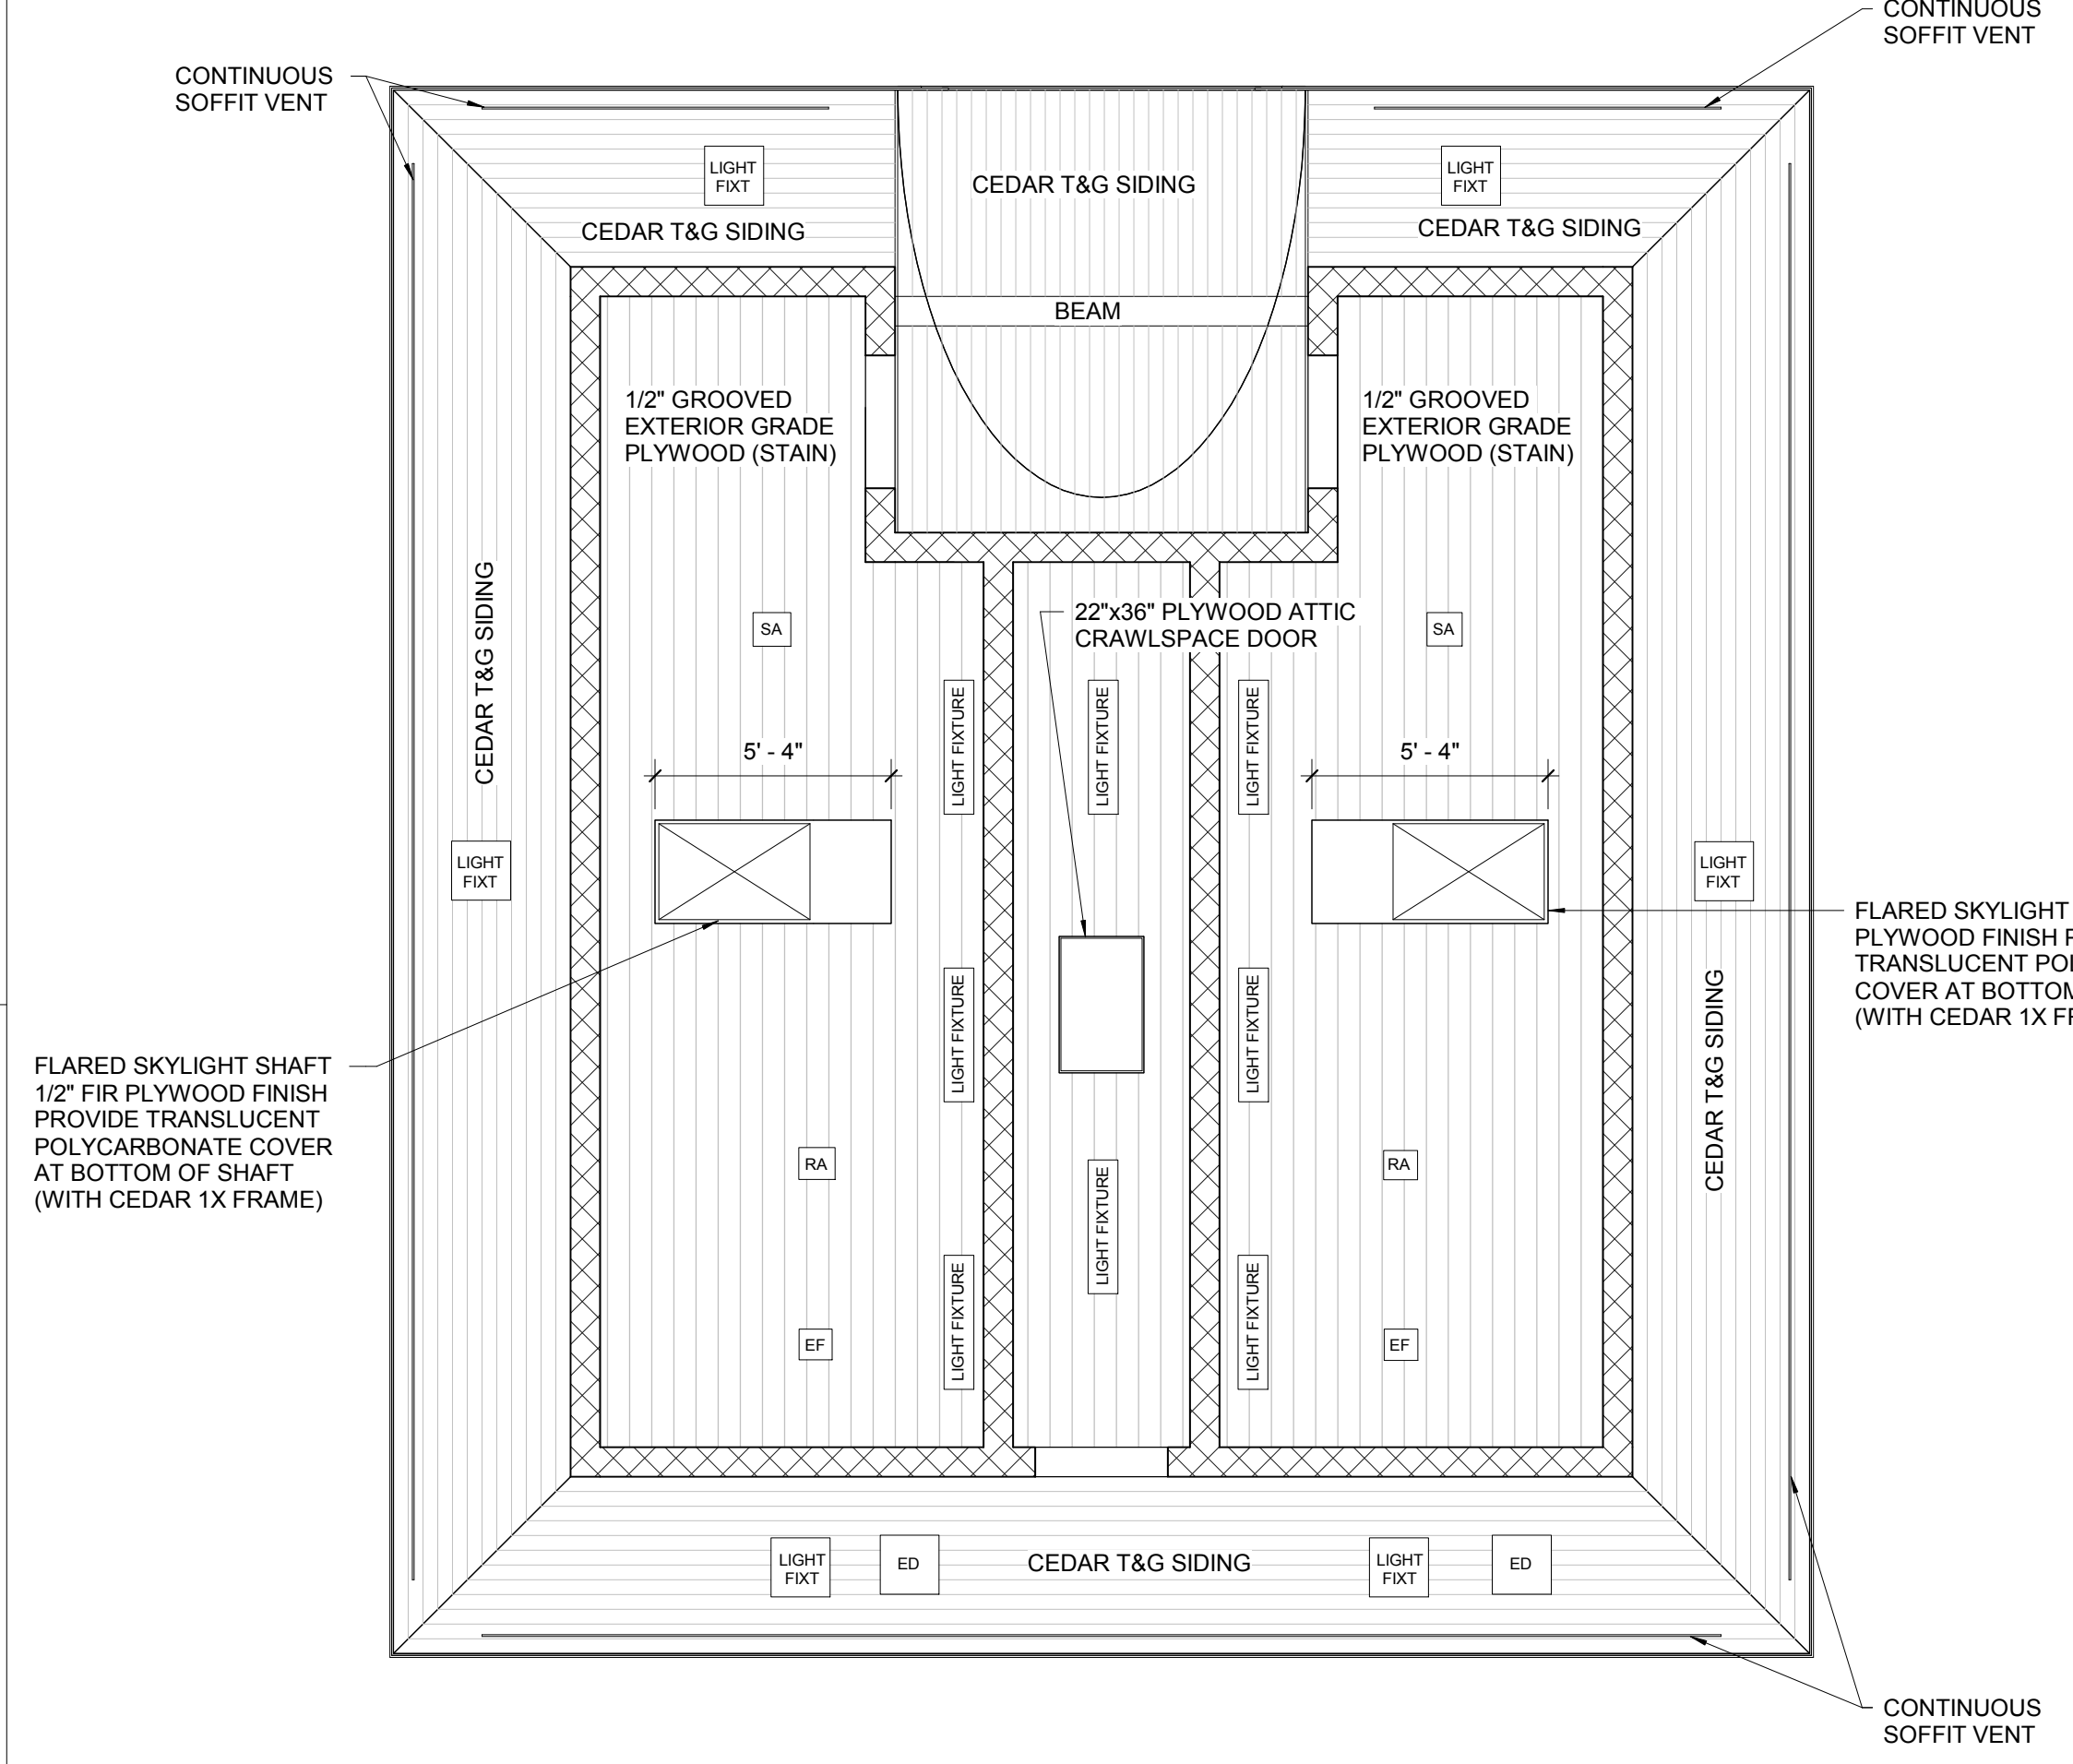 CONTINUOUS
SOFFIT VENT
CONTINUOUS
SOFFIT VENT
LIGHT
FIXT
CEDAR T&G SIDING
CEDAR T&G SIDING
LIGHT
FIXT
CEDAR T&G SIDING
BEAM
1/2" GROOVED
EXTERIOR GRADE
PLYWOOD (STAIN)
1/2" GROOVED
EXTERIOR GRADE
PLYWOOD (STAIN)
CEDAR T&G SIDING
SA
22"x36" PLYWOOD ATTIC
CRAWLSPACE DOOR
SA
LIGHT FIXTURE
LIGHT FIXTURE
LIGHT FIXTURE
5' - 4"
5' - 4"
LIGHT
FIXT
LIGHT
FIXT
FLARED SKYLIGHT
PLYWOOD FINISH
TRANSLUCENT
COVER AT BOTTOM
(WITH CEDAR 1X
CEDAR T&G SIDING
LIGHT FIXTURE
LIGHT FIXTURE
FLARED SKYLIGHT SHAFT
1/2" FIR PLYWOOD FINISH
PROVIDE TRANSLUCENT
POLYCARBONATE COVER
AT BOTTOM OF SHAFT
(WITH CEDAR 1X FRAME)
RA
LIGHT FIXTURE
RA
LIGHT FIXTURE
LIGHT FIXTURE
EF
EF
LIGHT
FIXT
ED
CEDAR T&G SIDING
LIGHT
FIXT
ED
CONTINUOUS
SOFFIT VENT